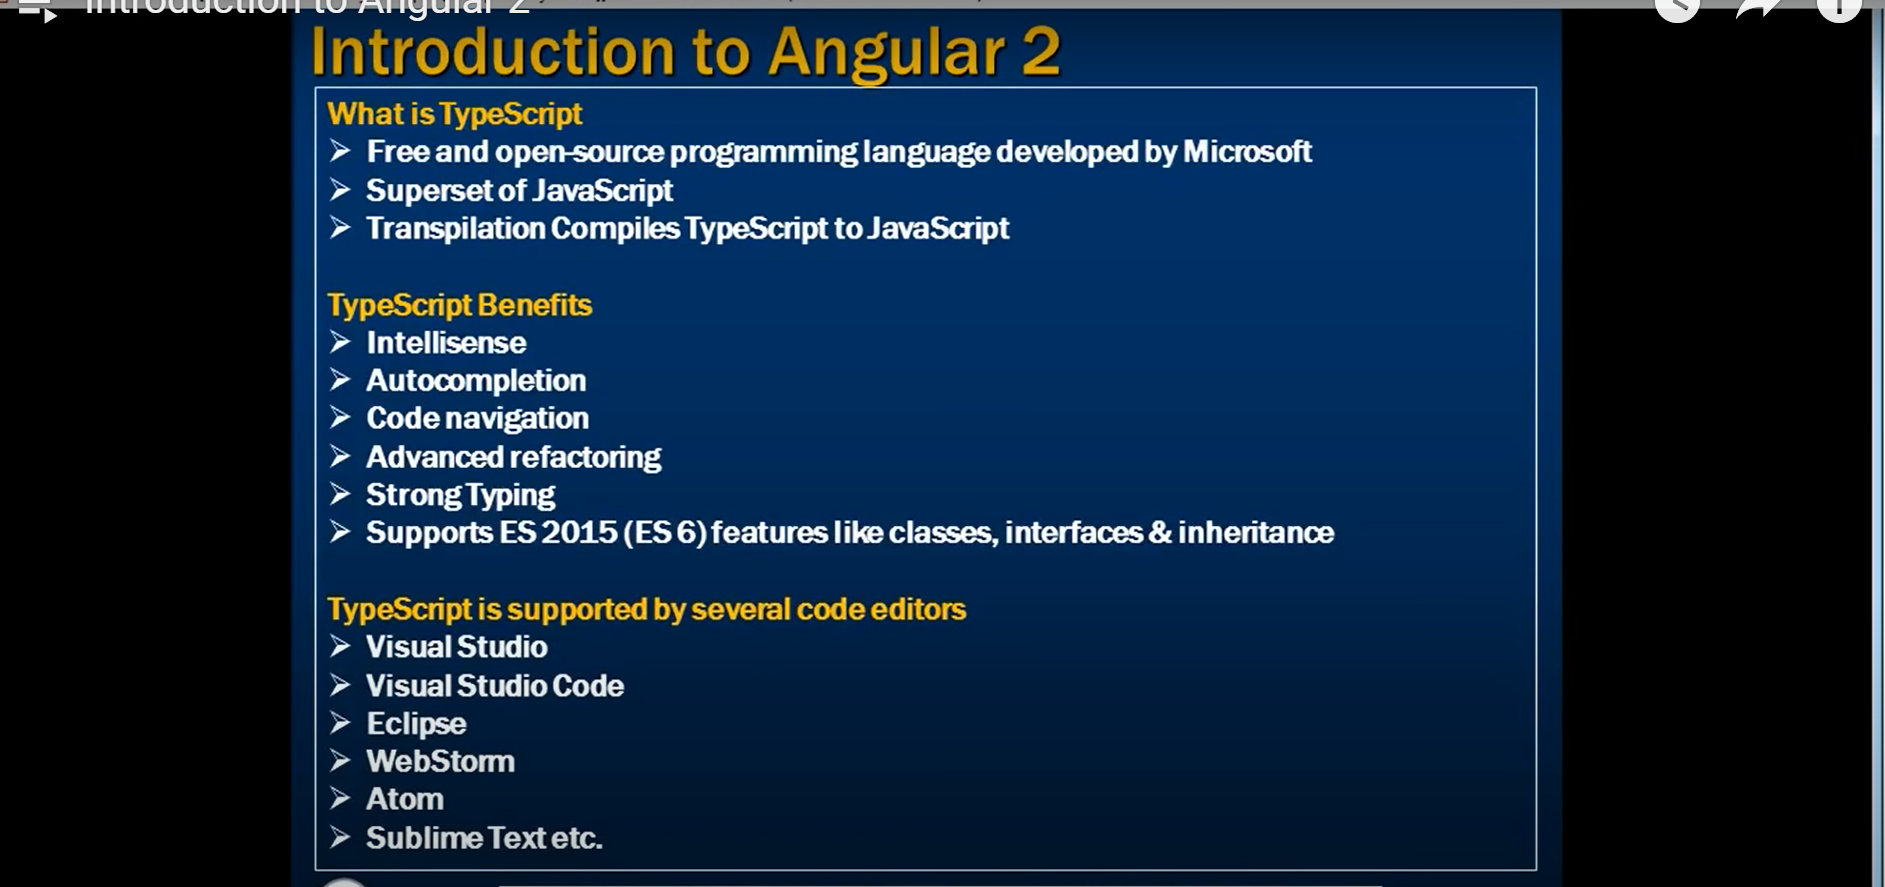 Introduction to Angular 2
Introduction to Angular 2
What is TypeScript
➢ Free and open-source programming language developed by Microsoft
➢ Superset of JavaScript
➢ Transpilation Compiles TypeScript to JavaScript
TypeScript Benefits
➢ Intellisense
➢ Autocompletion
➢ Code navigation
➢ Advanced refactoring
➢ Strong Typing
➢ Supports ES 2015 (ES 6) features like classes, interfaces & inheritance
TypeScript is supported by several code editors
➢ Visual Studio
➢ Visual Studio Code
➢ Eclipse
➢ WebStorm
➢ Atom
➢ Sublime Text etc.